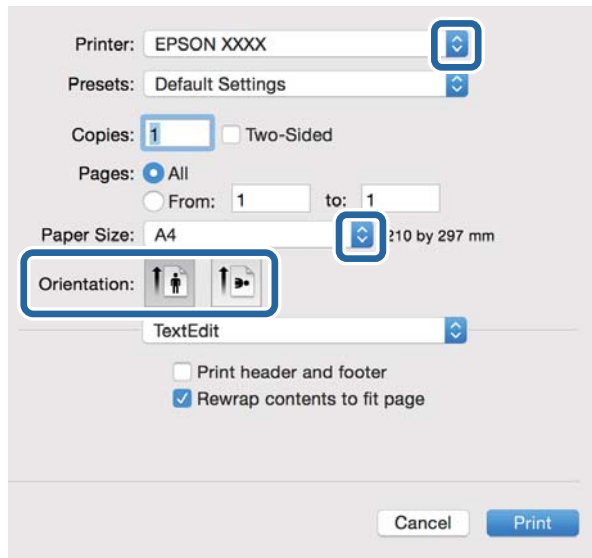 Printer: EPSON XXXX
Presets: Default Settings
Copies: 1 Two-Sided
Pages: All
From: 1 to: 1
Paper Size: A4 210 by 297 mm
Orientation:
TextEdit
Print header and footer
Rewrap contents to fit page
Cancel Print